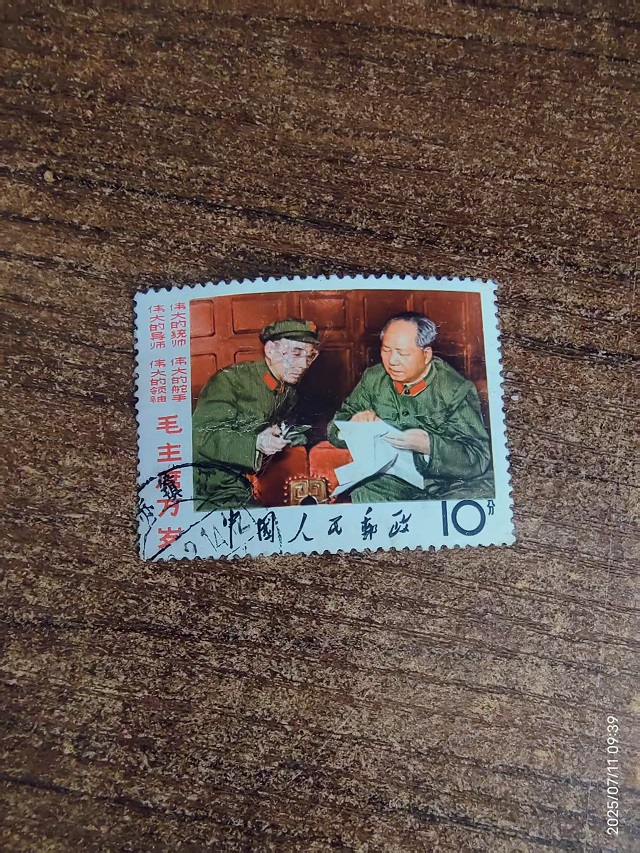 伟大的导师
伟大的领袖
伟大的统帅
伟大的舵手
毛主席万岁
中国人民邮政
10分
2025/07/11 09:39